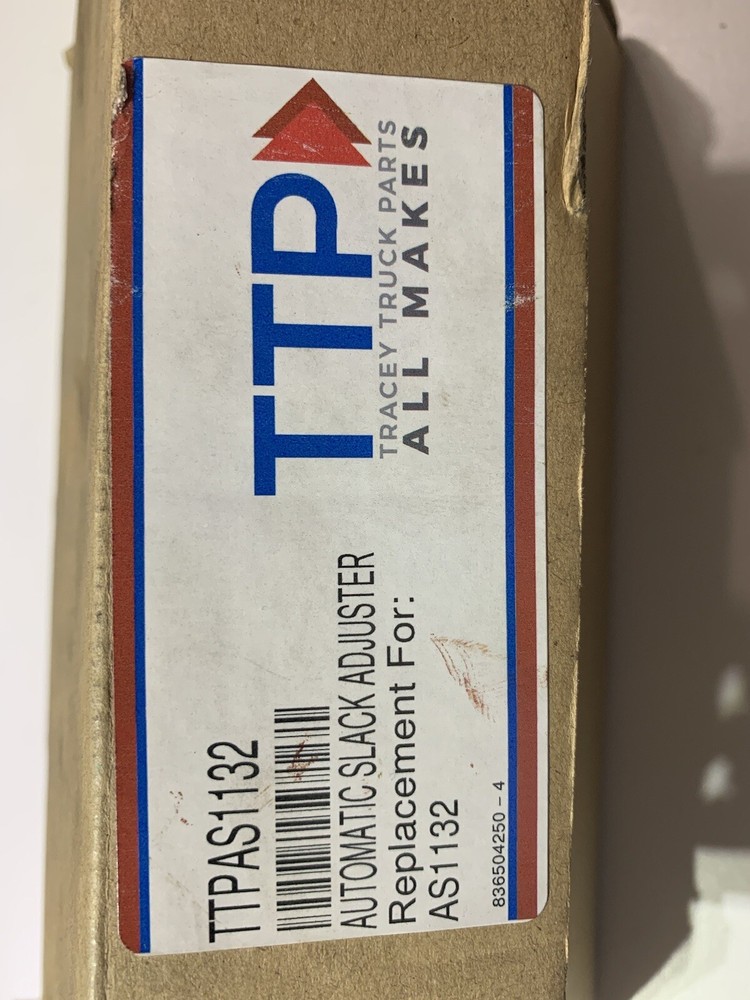 TTPAS1132
AUTOMATIC SLACK ADJUSTER
Replacement For:
AS1132
836504250 – 4
TTP
TRACEY TRUCK PARTS
ALL MAKES